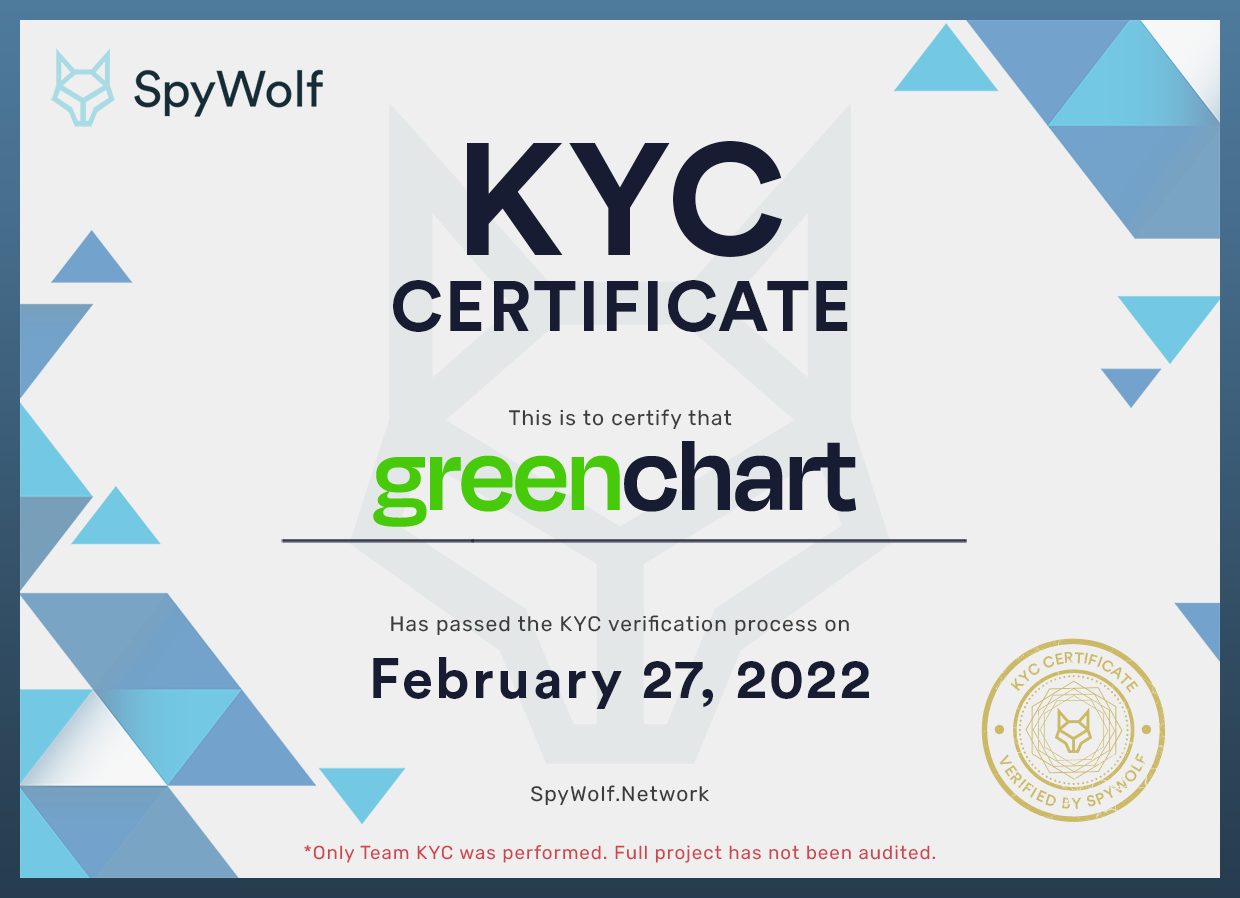 SpyWolf
KYC
CERTIFICATE
This is to certify that
greenchart
Has passed the KYC verification process on
February 27, 2022
KYC CERTIFICATE
VERIFIED BY SPYWOLF
SpyWolf.Network
*Only Team KYC was performed. Full project has not been audited.